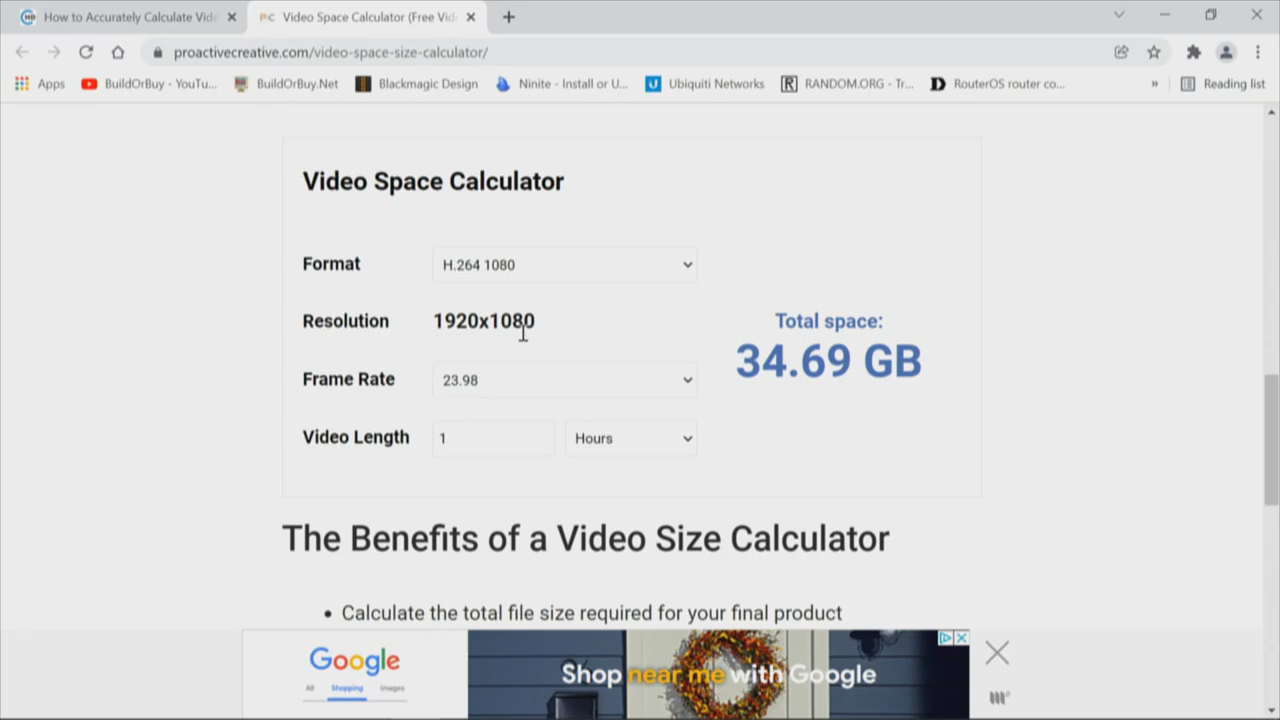 How to Accurately Calculate Vide
Video Space Calculator (Free Vid
proactivecreative.com/video-space-size-calculator/
Apps
BuildOrBuy - YouTu...
BuildOrBuy.Net
Blackmagic Design
Ninite - Install or U...
Ubiquiti Networks
RANDOM.ORG - Tr...
RouterOS router co...
»
Reading list
Video Space Calculator
Format
H.264 1080
Resolution
1920x1080
Frame Rate
23.98
Video Length
1
Hours
Total space:
34.69 GB
The Benefits of a Video Size Calculator
• Calculate the total file size required for your final product
Google
All Shopping Images
Shop near me with Google